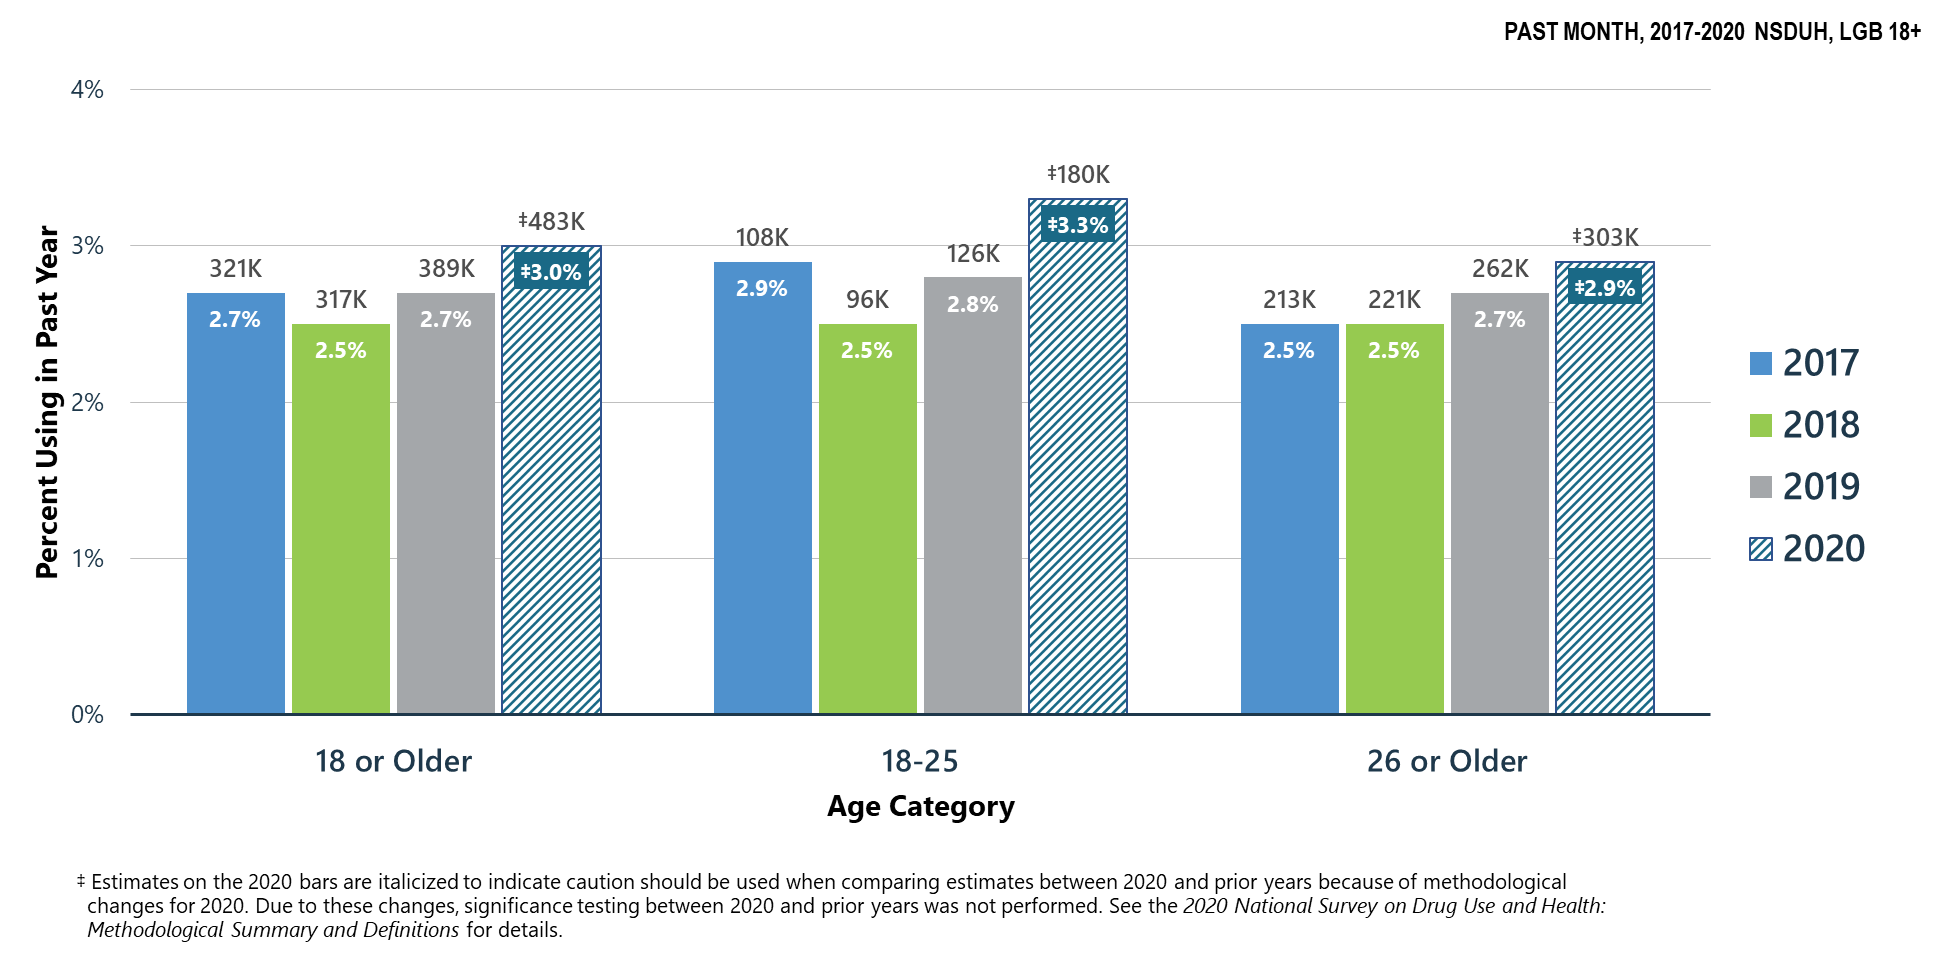 PAST MONTH, 2017-2020 NSDUH, LGB 18+
Percent Using in Past Year
4%
3%
2%
1%
0%
321K
2.7%
317K
2.5%
389K
2.7%
‡483K
‡3.0%
108K
2.9%
96K
2.5%
126K
2.8%
‡180K
‡3.3%
213K
2.5%
221K
2.5%
262K
2.7%
‡303K
‡2.9%
2017
2018
2019
2020
18 or Older
18-25
26 or Older
Age Category
‡ Estimates on the 2020 bars are italicized to indicate caution should be used when comparing estimates between 2020 and prior years because of methodological
changes for 2020. Due to these changes, significance testing between 2020 and prior years was not performed. See the 2020 National Survey on Drug Use and Health:
Methodological Summary and Definitions for details.